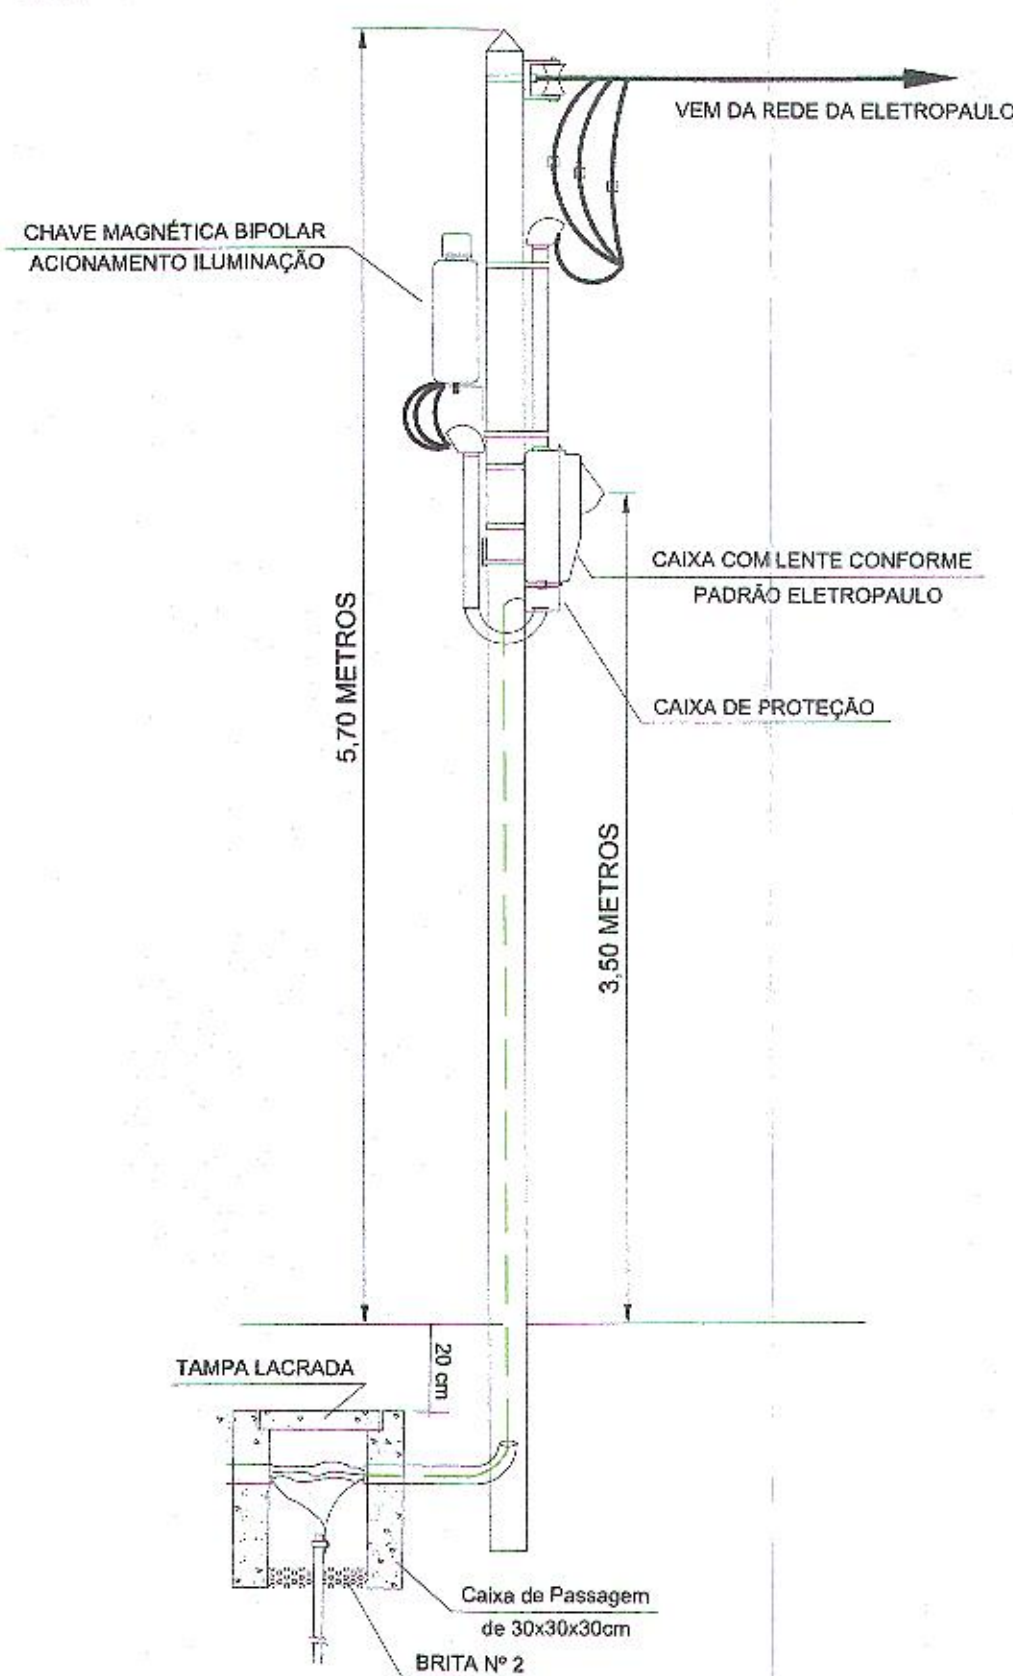 VEM DA REDE DA ELETROPAULO
CHAVE MAGNÉTICA BIPOLAR
ACIONAMENTO ILUMINAÇÃO
CAIXA COM LENTE CONFORME
PADRÃO ELETROPAULO
5,70 METROS
CAIXA DE PROTEÇÃO
3,50 METROS
20 cm
TAMPA LACRADA
Caixa de Passagem
de 30x30x30cm
BRITA Nº 2